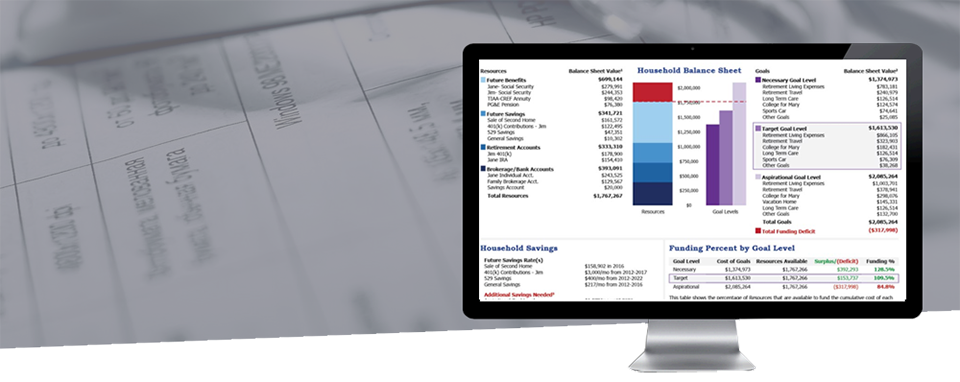 Household Balance Sheet
Resources Balance Sheet Value¹
Future Benefits $699,144
Jane- Social Security $279,991
Jim- Social Security $244,353
TIAA-CREF Annuity $98,420
PG&E Pension $76,380
Future Savings $341,721
Sale of Second Home $161,572
401(k) Contributions - Jim $122,495
529 Savings $47,351
General Savings $10,302
Retirement Accounts $333,310
Jim 401(k) $178,900
Jane IRA $154,410
Brokerage/Bank Accounts $393,091
Jane Individual Acct. $243,525
Family Brokerage Acct. $129,567
Savings Account $20,000
Total Resources $1,767,267
$2,000,000
$1,750,000
$1,500,000
$1,250,000
$1,000,000
$750,000
$500,000
$250,000
$0
Resources Goal Levels
Goals Balance Sheet Value¹
Necessary Goal Level $1,374,973
Retirement Living Expenses $783,181
Retirement Travel $240,979
Long Term Care $126,514
College for Mary $124,574
Sports Car $74,641
Other Goals $25,085
Target Goal Level $1,613,530
Retirement Living Expenses $866,105
Retirement Travel $323,903
College for Mary $182,431
Long Term Care $126,514
Sports Car $76,309
Other Goals $38,268
Aspirational Goal Level $2,085,264
Retirement Living Expenses $1,003,701
Retirement Travel $378,941
College for Mary $298,076
Vacation Home $145,331
Long Term Care $126,514
Other Goals $132,700
Total Goals $2,085,264
Total Funding Deficit ($317,998)
Household Savings
Future Savings Rate(s)
Sale of Second Home $158,902 in 2016
401(k) Contributions - Jim $3,000/mo from 2012-2017
529 Savings $400/mo from 2012-2022
General Savings $217/mo from 2012-2016
Additional Savings Needed²
Funding Percent by Goal Level
Goal Level Cost of Goals Resources Available Surplus/(Deficit) Funding %
Necessary $1,374,973 $1,767,266 $392,293 128.5%
Target $1,613,530 $1,767,266 $153,737 109.5%
Aspirational $2,085,264 $1,767,266 ($317,998) 84.8%
This table shows the percentage of Resources that are available to fund the cumulative cost of each